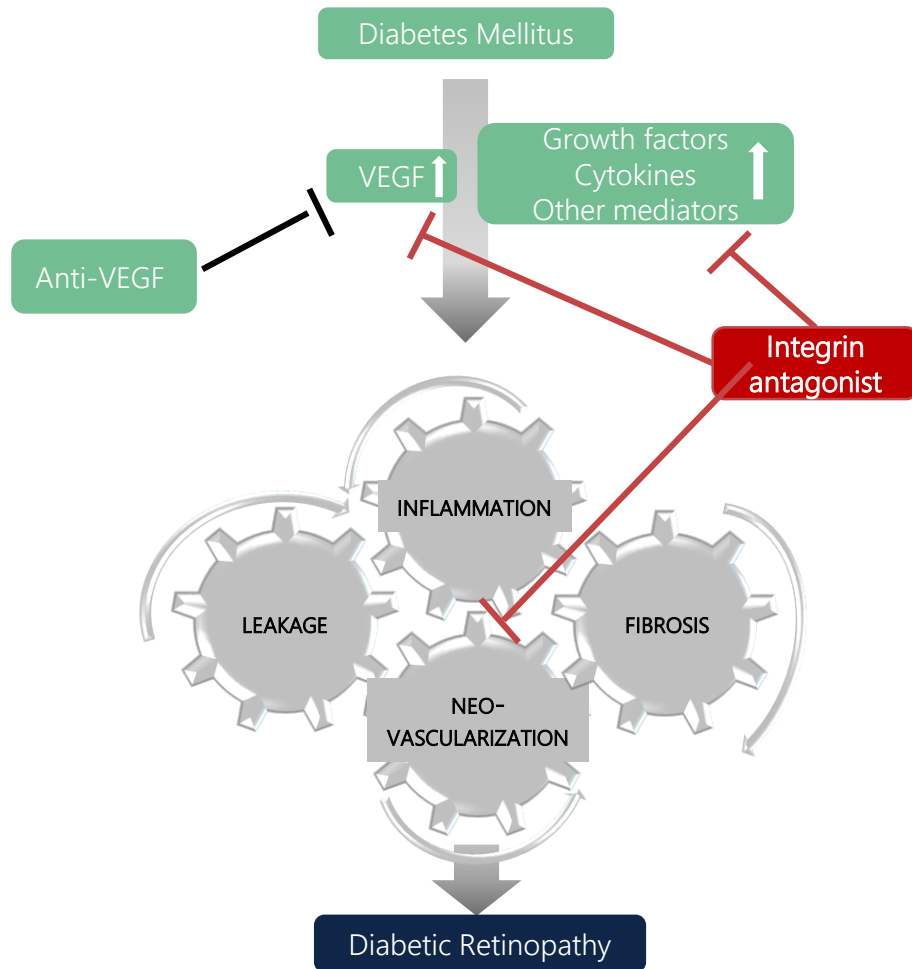 Diabetes Mellitus
VEGF
Growth factors
Cytokines
Other mediators
Anti-VEGF
Integrin
antagonist
INFLAMMATION
LEAKAGE
FIBROSIS
NEO-
VASCULARIZATION
Diabetic Retinopathy